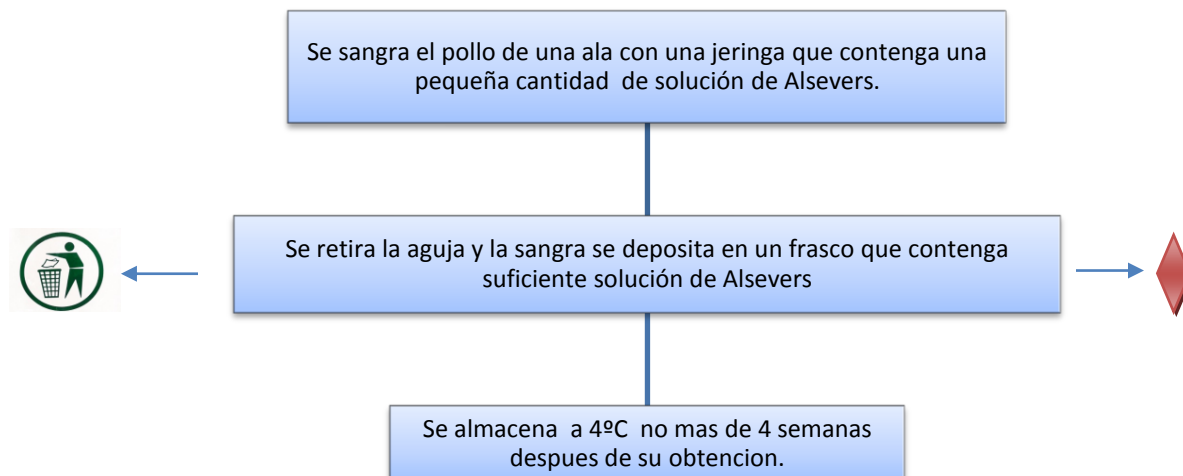 Se sangra el pollo de una ala con una jeringa que contenga una
pequeña cantidad de solución de Alsevers.
Se retira la aguja y la sangra se deposita en un frasco que contenga
suficiente solución de Alsevers
Se almacena a 4ºC no mas de 4 semanas
despues de su obtencion.